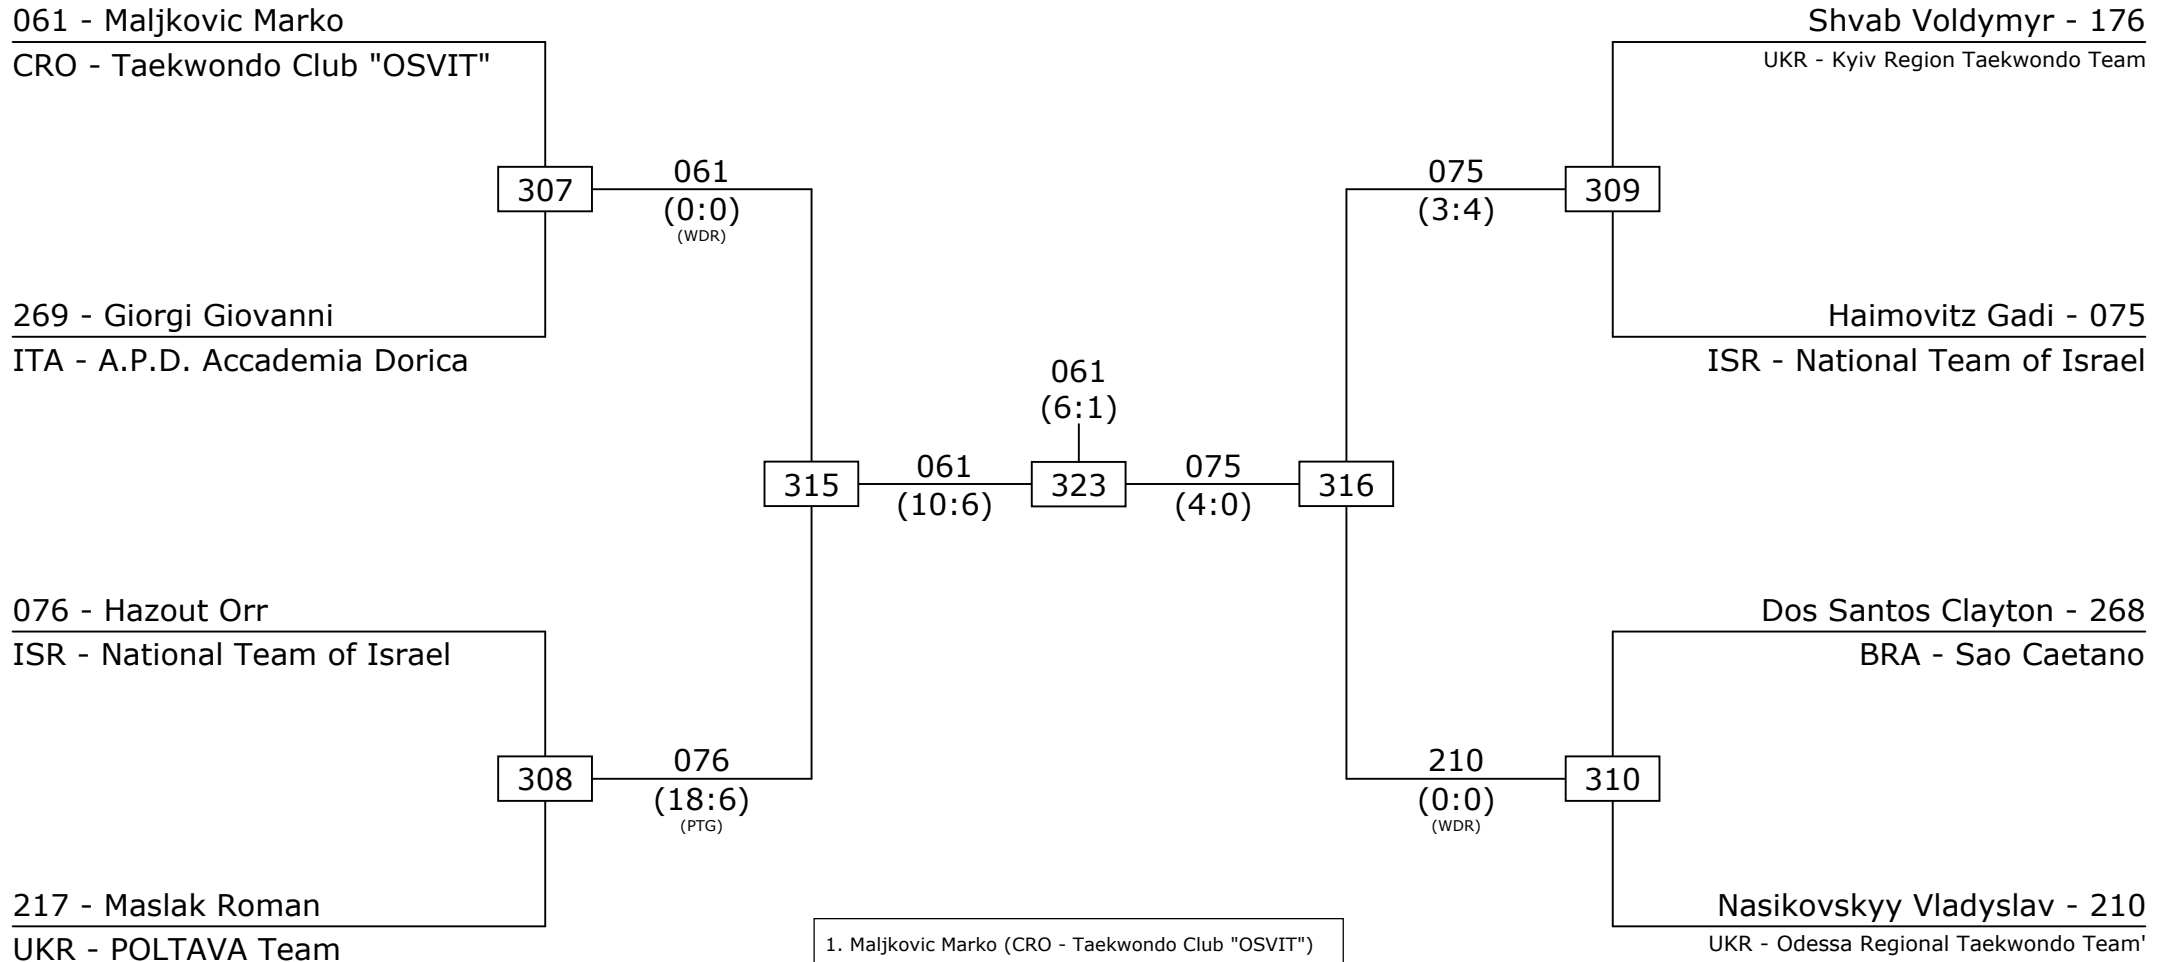 061 - Maljkovic Marko
CRO - Taekwondo Club "OSVIT"
307
061
(0:0)
(WDR)
269 - Giorgi Giovanni
ITA - A.P.D. Accademia Dorica
315
061
(10:6)
076 - Hazout Orr
ISR - National Team of Israel
308
076
(18:6)
(PTG)
217 - Maslak Roman
UKR - POLTAVA Team
061
(6:1)
323
Shvab Voldymyr - 176
UKR - Kyiv Region Taekwondo Team
075
(3:4)
309
Haimovitz Gadi - 075
ISR - National Team of Israel
075
(4:0)
316
Dos Santos Clayton - 268
BRA - Sao Caetano
210
(0:0)
(WDR)
310
Nasikovskyy Vladyslav - 210
UKR - Odessa Regional Taekwondo Team'
1. Maljkovic Marko (CRO - Taekwondo Club "OSVIT")